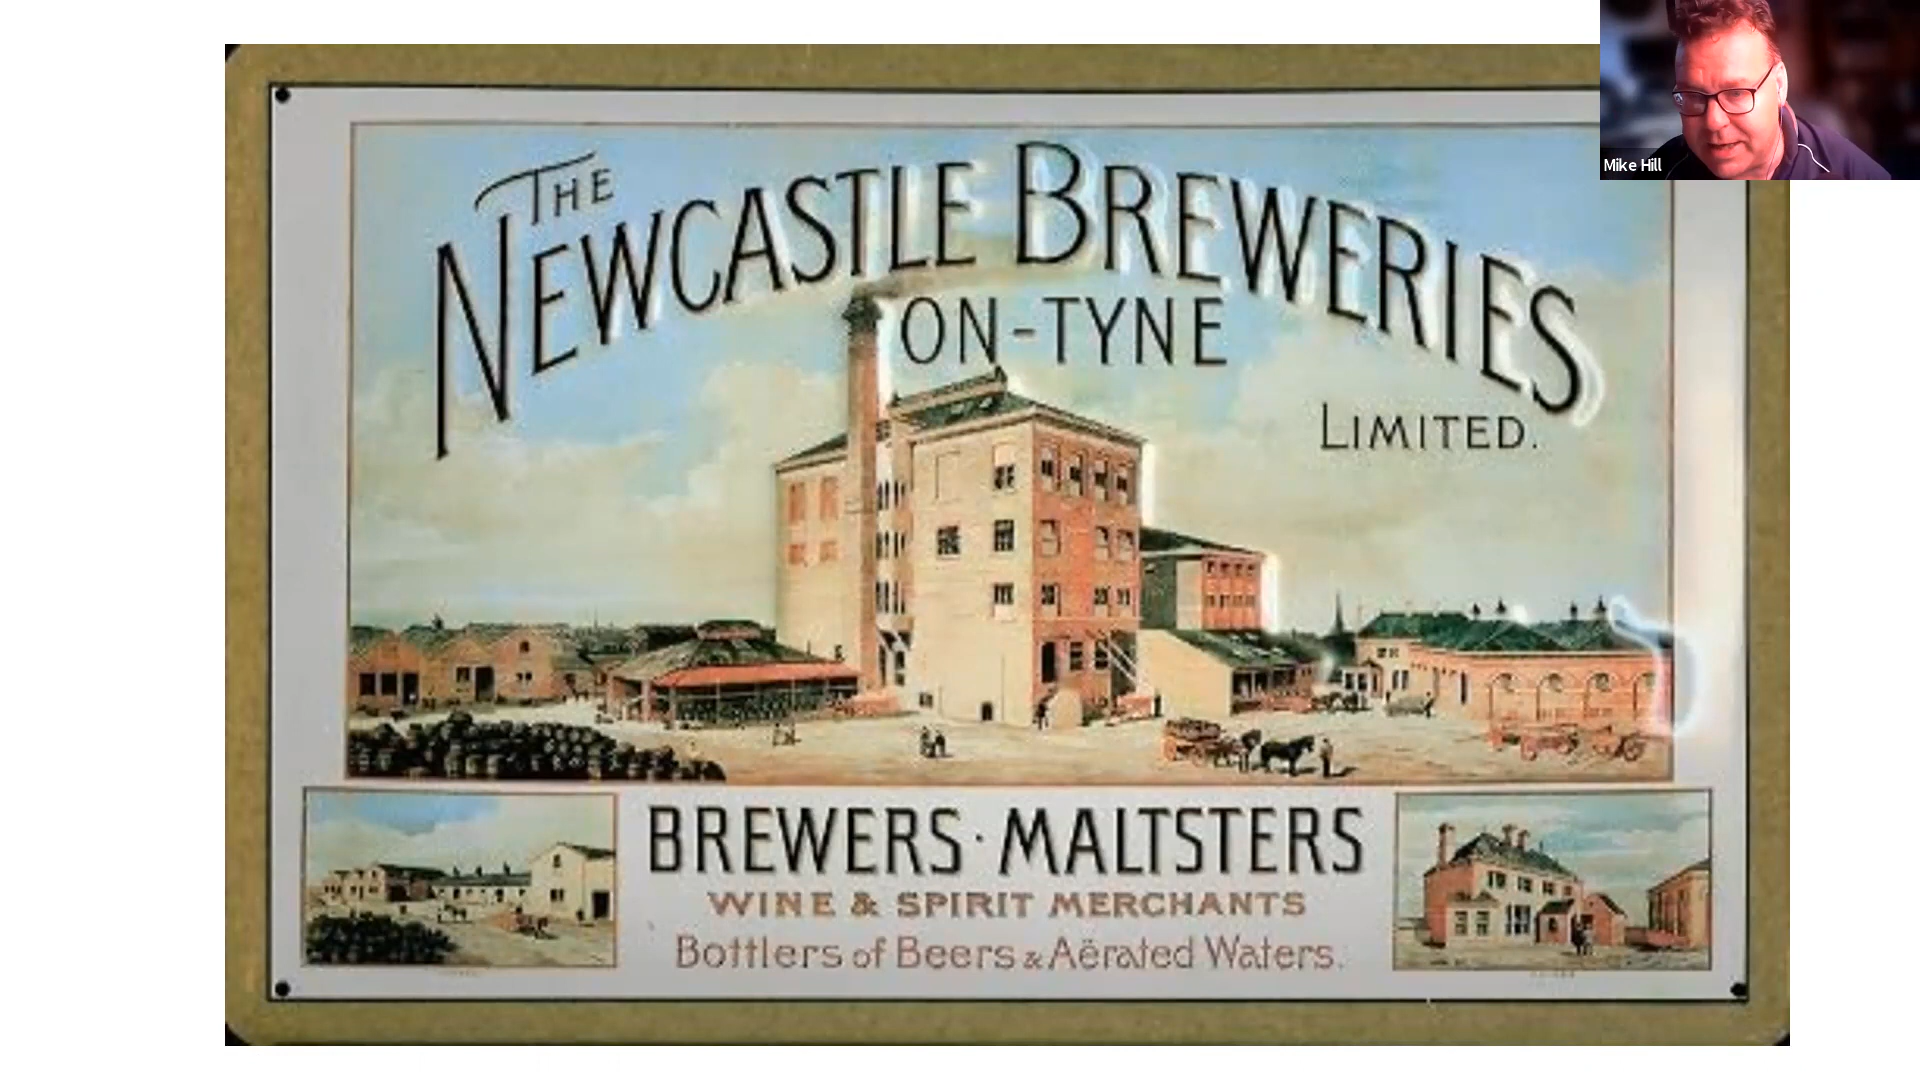 THE
NEWCASTLE BREWERIES
ON-TYNE
LIMITED.
BREWERS · MALTSTERS
WINE & SPIRIT MERCHANTS
Bottlers of Beers & Aërated Waters.
Mike Hill